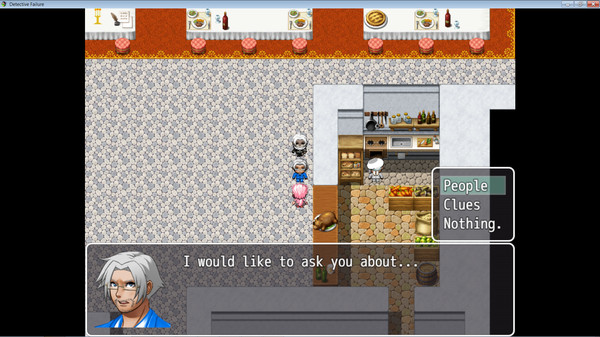 Detective Failure
People
Clues
Nothing.
I would like to ask you about...